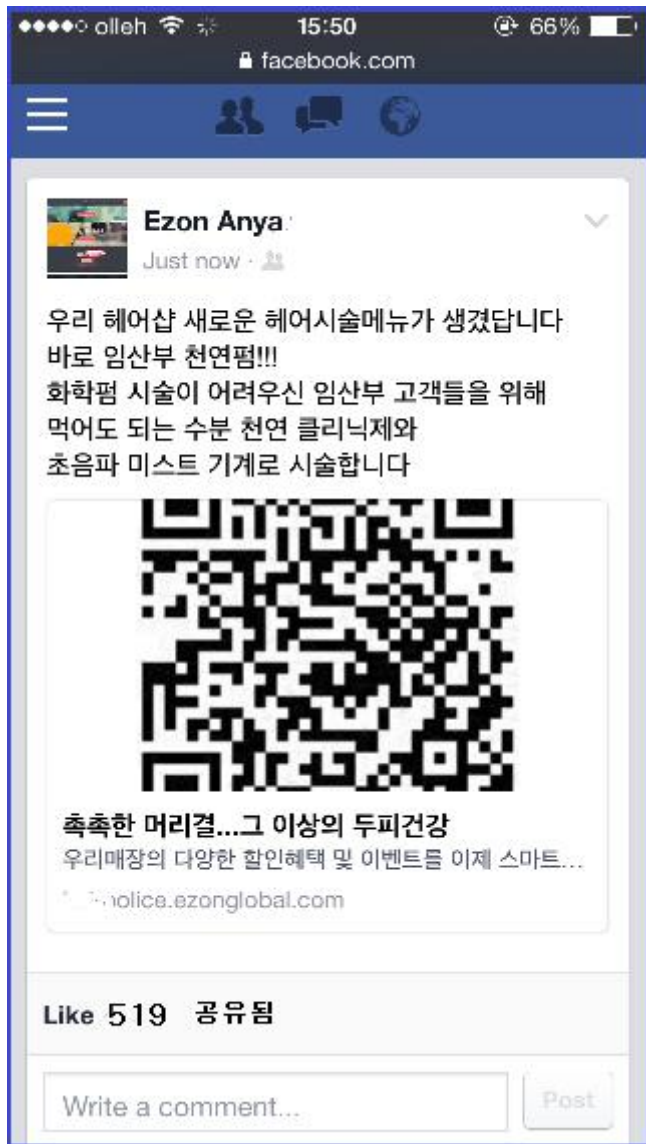 olleh 15:50 66%
facebook.com
Ezon Anya
Just now
우리 헤어샵 새로운 헤어시술메뉴가 생겼답니다
바로 임산부 천연펌!!!
화학펌 시술이 어려우신 임산부 고객들을 위해
먹어도 되는 수분 천연 클리닉제와
초음파 미스트 기계로 시술합니다
촉촉한 머리결...그 이상의 두피건강
우리매장의 다양한 할인혜택 및 이벤트를 이제 스마트...
olice.ezonglobal.com
Like 519 공유됨
Write a comment...
Post